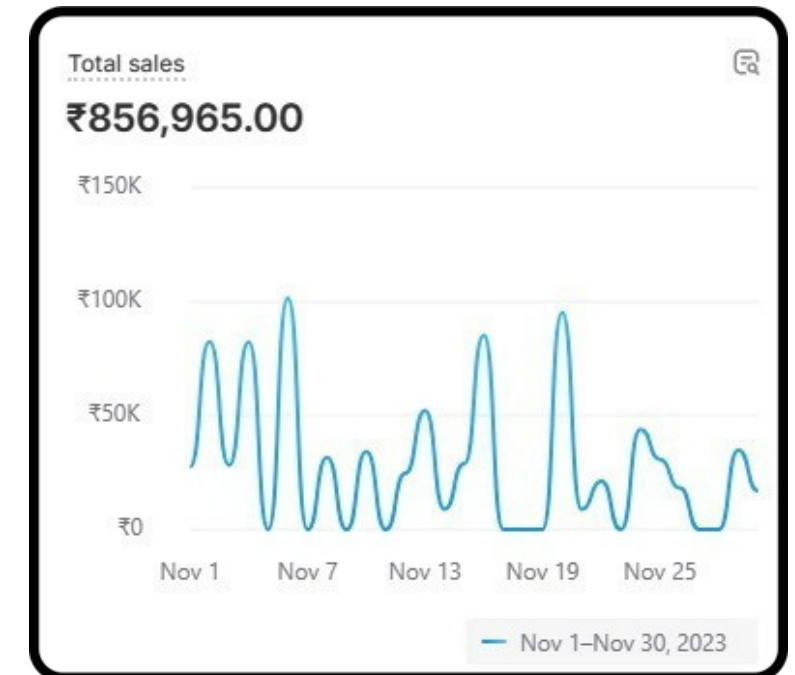 Total sales
₹856,965.00
₹150K
₹100K
₹50K
₹0
Nov 1 Nov 7 Nov 13 Nov 19 Nov 25
Nov 1–Nov 30, 2023